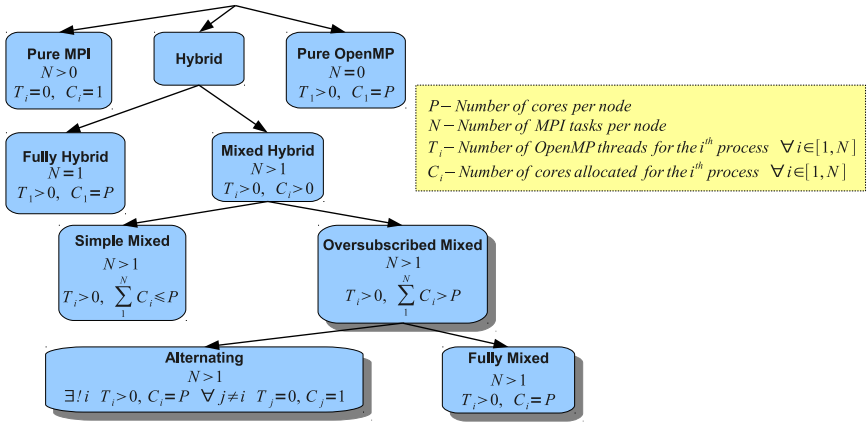 Pure MPI
N>0
T_i=0, C_i=1
Hybrid
Pure OpenMP
N=0
T_1>0, C_1=P
P−Number of cores per node
N−Number of MPI tasks per node
T_i−Number of OpenMP threads for the i^th process ∀ i∈[1, N]
C_i−Number of cores allocated for the i^th process ∀ i∈[1, N]
Fully Hybrid
N=1
T_1>0, C_1=P
Mixed Hybrid
N>1
T_i>0, C_i>0
Simple Mixed
N>1
T_i>0, ∑_1^N C_i≤P
Oversubscribed Mixed
N>1
T_i>0, ∑_1^N C_i>P
Alternating
N>1
∃! i T_i>0, C_i=P ∀ j≠i T_j=0, C_j=1
Fully Mixed
N>1
T_i>0, C_i=P